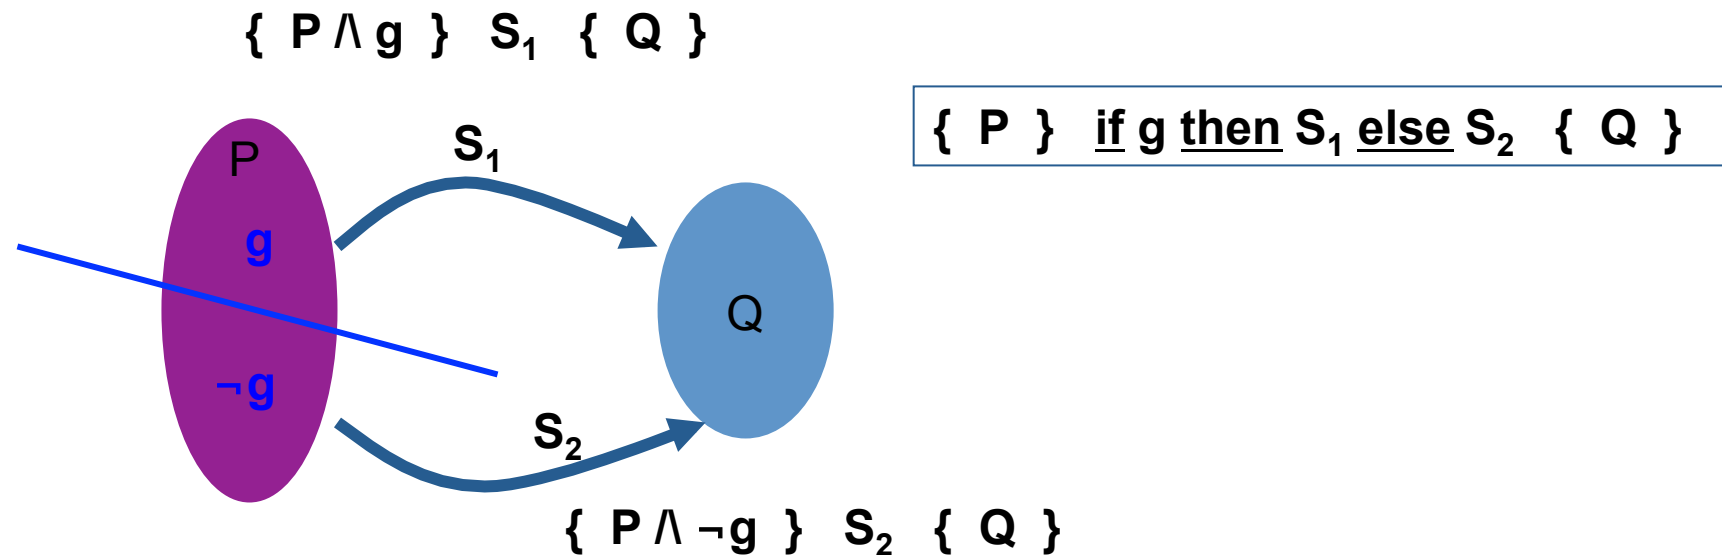 { P /\ g } S₁ { Q }
{ P } if g then S₁ else S₂ { Q }
S₁
P
g
Q
¬g
S₂
{ P /\ ¬g } S₂ { Q }